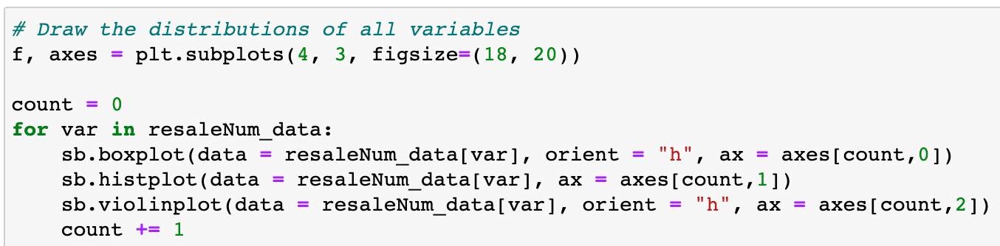 # Draw the distributions of all variables
f, axes = plt.subplots(4, 3, figsize=(18, 20))
count = 0
for var in resaleNum_data:
    sb.boxplot(data = resaleNum_data[var], orient = "h", ax = axes[count,0])
    sb.histplot(data = resaleNum_data[var], ax = axes[count,1])
    sb.violinplot(data = resaleNum_data[var], orient = "h", ax = axes[count,2])
    count += 1